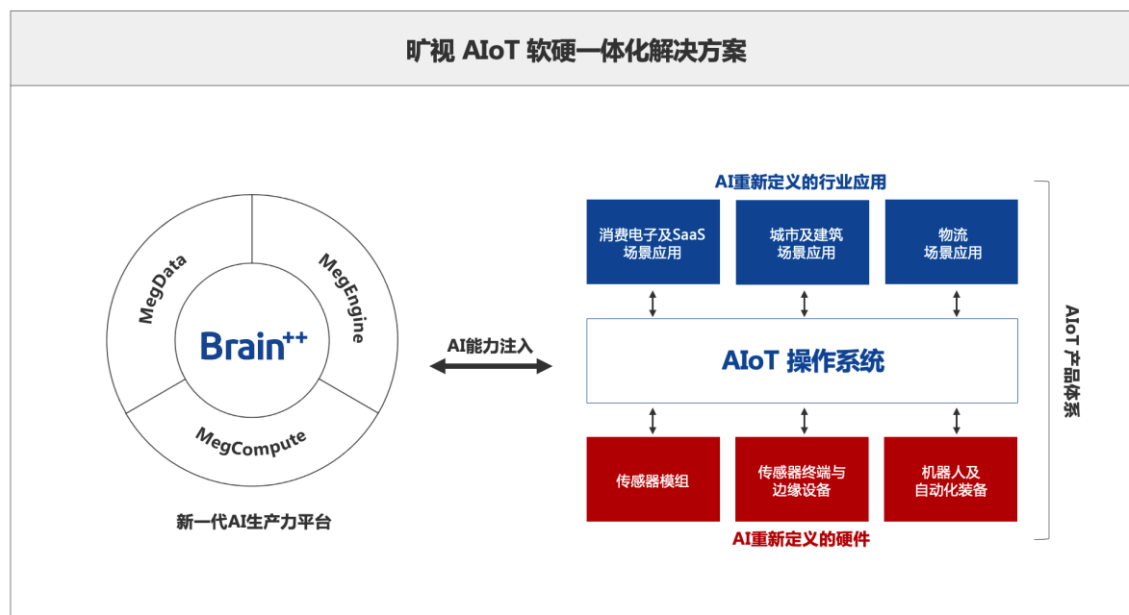 旷视 AIoT 软硬一体化解决方案
MegData
MegEngine
Brain++
MegCompute
新一代AI生产力平台
AI能力注入
AI重新定义的行业应用
消费电子及SaaS
场景应用
城市及建筑
场景应用
物流
场景应用
AIoT 操作系统
传感器模组
传感器终端与
边缘设备
机器人及
自动化装备
AI重新定义的硬件
AIoT 产品体系